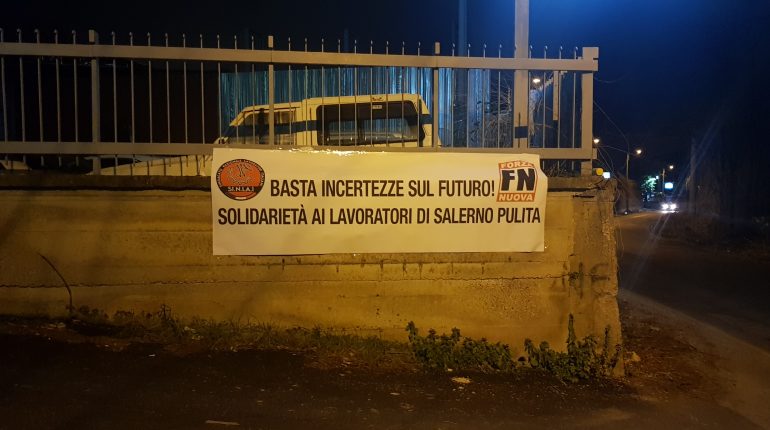 BASTA INCERTEZZE SUL FUTURO!
SOLIDARIETÀ AI LAVORATORI DI SALERNO PULITA
S.I.N.L.A.I
FORZA
FN
NUOVA